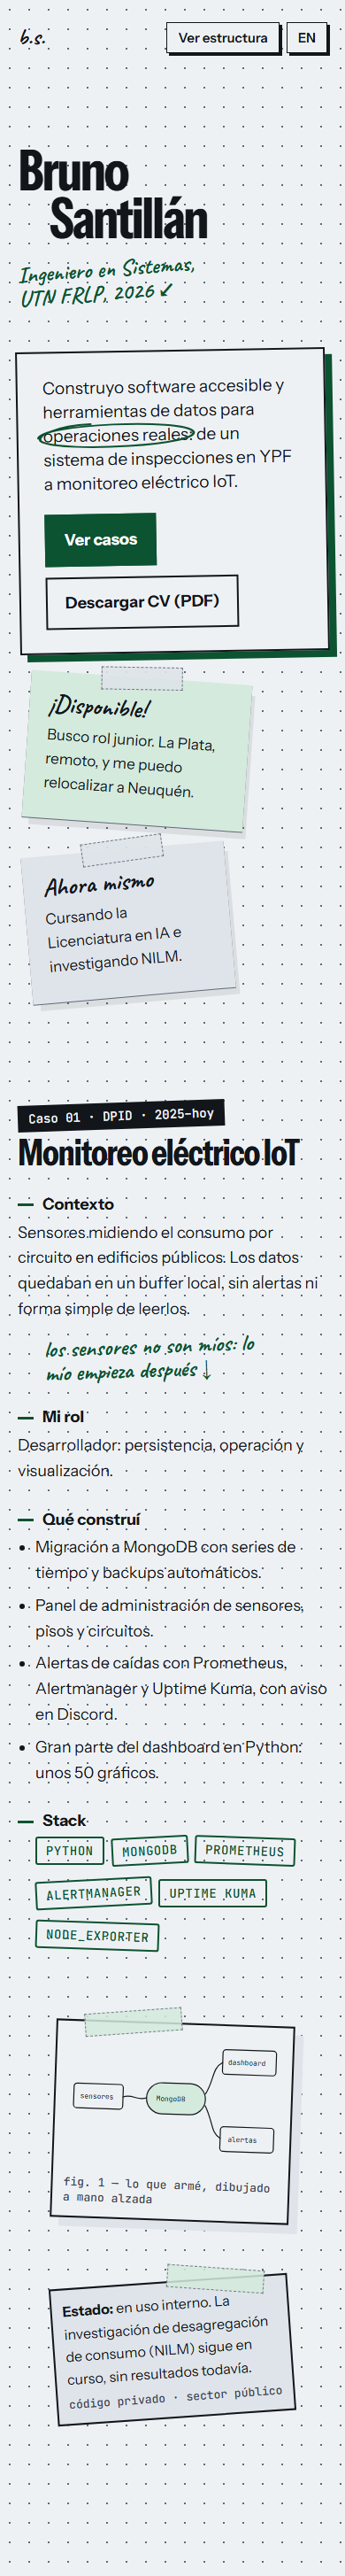 b.s.
Ver estructura
EN
Bruno
Santillán
Ingeniero en Sistemas,
UTN FRLP, 2026 ↙
Construyo software accesible y
herramientas de datos para
operaciones reales: de un
sistema de inspecciones en YPF
a monitoreo eléctrico IoT.
Ver casos
Descargar CV (PDF)
¡Disponible!
Busco rol junior. La Plata,
remoto, y me puedo
relocalizar a Neuquén.
Ahora mismo
Cursando la
Licenciatura en IA e
investigando NILM.
Caso 01 · DPID · 2025-hoy
Monitoreo eléctrico IoT
Contexto
Sensores midiendo el consumo por
circuito en edificios públicos. Los datos
quedaban en un buffer local, sin alertas ni
forma simple de leerlos.
los sensores no son míos: lo
mío empieza después ↓
Mi rol
Desarrollador: persistencia, operación y
visualización.
Qué construí
• Migración a MongoDB con series de
tiempo y backups automáticos.
• Panel de administración de sensores,
pisos y circuitos.
• Alertas de caídas con Prometheus,
Alertmanager y Uptime Kuma, con aviso
en Discord.
• Gran parte del dashboard en Python:
unos 50 gráficos.
Stack
PYTHON
MONGODB
PROMETHEUS
ALERTMANAGER
UPTIME KUMA
NODE_EXPORTER
dashboard
sensores
MongoDB
alertas
fig. 1 — lo que armé, dibujado
a mano alzada
Estado: en uso interno. La
investigación de desagregación
de consumo (NILM) sigue en
curso, sin resultados todavía.
código privado · sector público